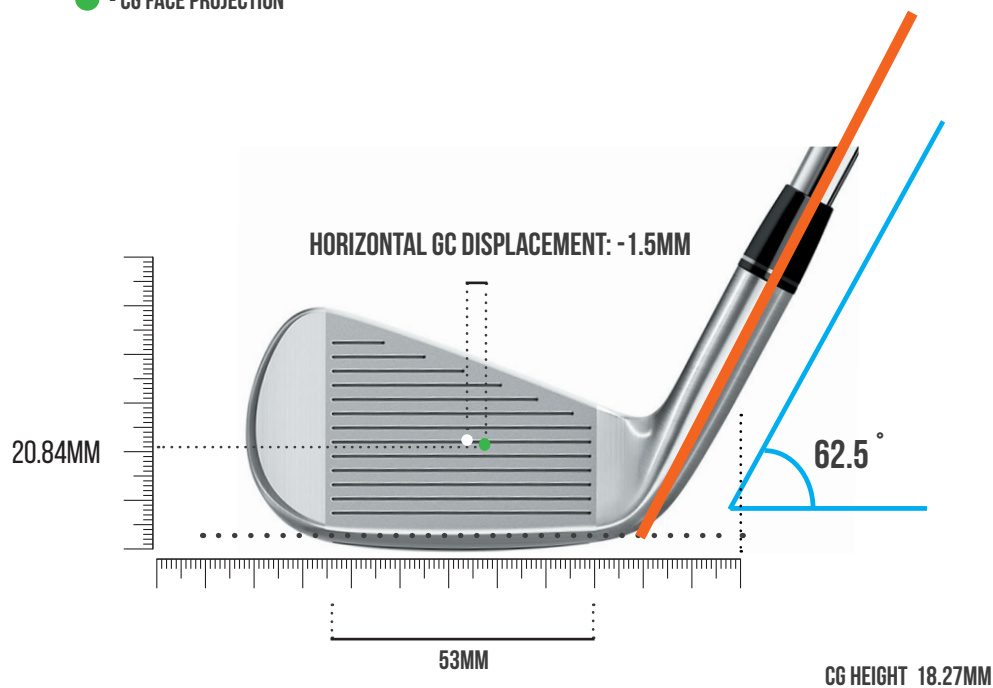 - CG FACE PROJECTION
HORIZONTAL GC DISPLACEMENT: -1.5MM
20.84MM
62.5°
53MM
CG HEIGHT 18.27MM